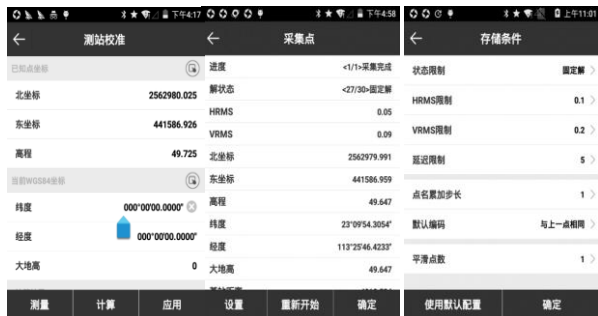 下午4:17
测站校准
已知点坐标
北坐标 2562980.025
东坐标 441586.926
高程 49.725
当前WGS84坐标
纬度 000°00'00.0000"
经度 000°00'00.0000"
大地高 0
测量 计算 应用
下午4:58
采集点
进度 <1/1>采集完成
解状态 <27/30>固定解
HRMS 0.05
VRMS 0.09
北坐标 2562979.991
东坐标 441586.959
高程 49.647
纬度 23°09'54.3054"
经度 113°25'46.4233"
大地高 49.647
设置 重新开始 确定
上午11:01
存储条件
状态限制 固定解
HRMS限制 0.1
VRMS限制 0.2
延迟限制 5
点名累加步长 1
默认编码 与上一点相同
平滑点数 1
使用默认配置 确定